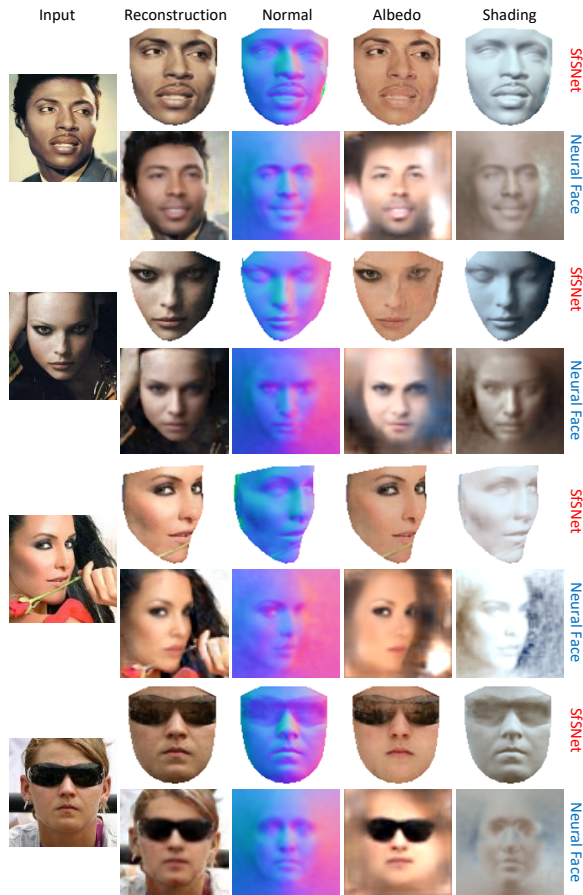 Input Reconstruction Normal Albedo Shading
SfSNet
Neural Face
SfSNet
Neural Face
SfSNet
Neural Face
SfSNet
Neural Face